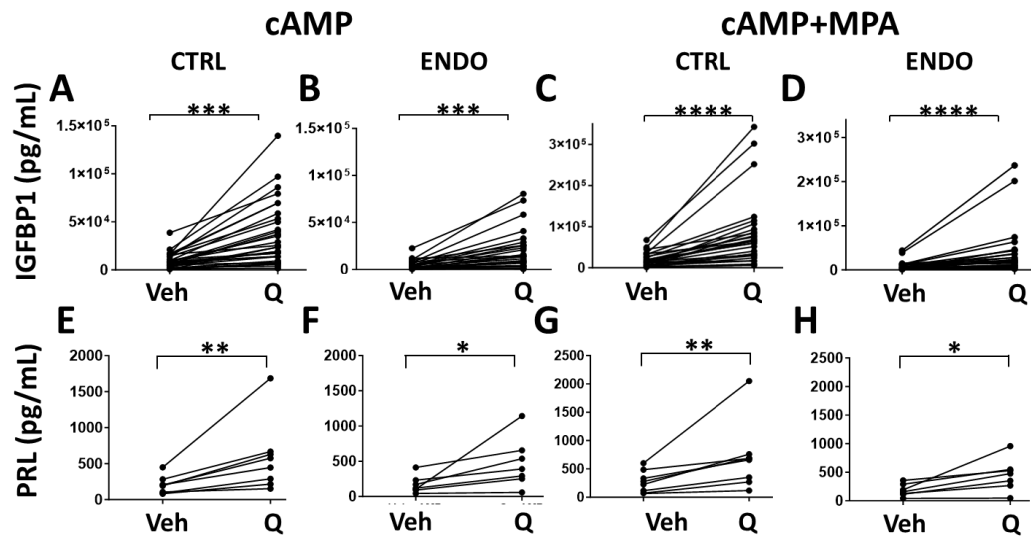 cAMP cAMP+MPA
CTRL ENDO CTRL ENDO
A B C D
*** *** **** ****
IGFBP1 (pg/mL)
1.5×10⁵ 1.5×10⁵ 3×10⁵ 3×10⁵
1×10⁵ 1×10⁵ 2×10⁵ 2×10⁵
5×10⁴ 5×10⁴ 1×10⁵ 1×10⁵
0 0 0 0
Veh Q Veh Q Veh Q Veh Q
E F G H
** * ** *
PRL (pg/mL)
2000 2000 2500 2500
1500 1500 2000 2000
1000 1000 1500 1500
500 500 1000 1000
0 0 500 500
0 0
Veh Q Veh Q Veh Q Veh Q